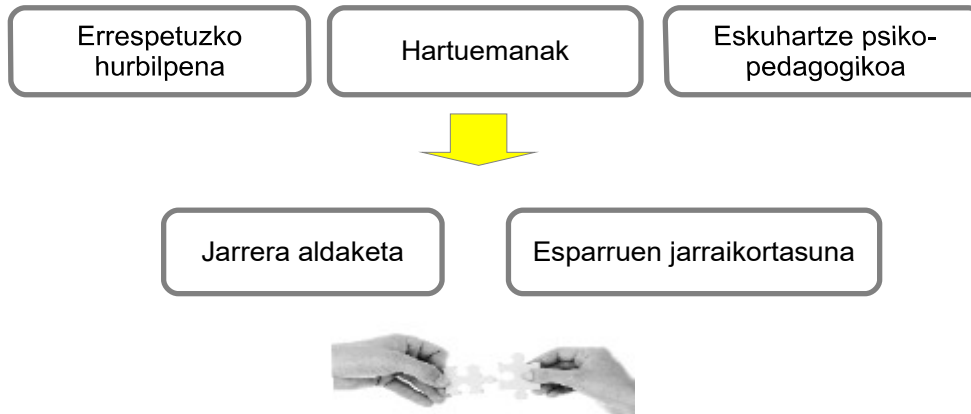 Errespetuzko
hurbilpena
Hartuemanak
Eskuhartze psiko-
pedagogikoa
Jarrera aldaketa
Esparruen jarraikortasuna